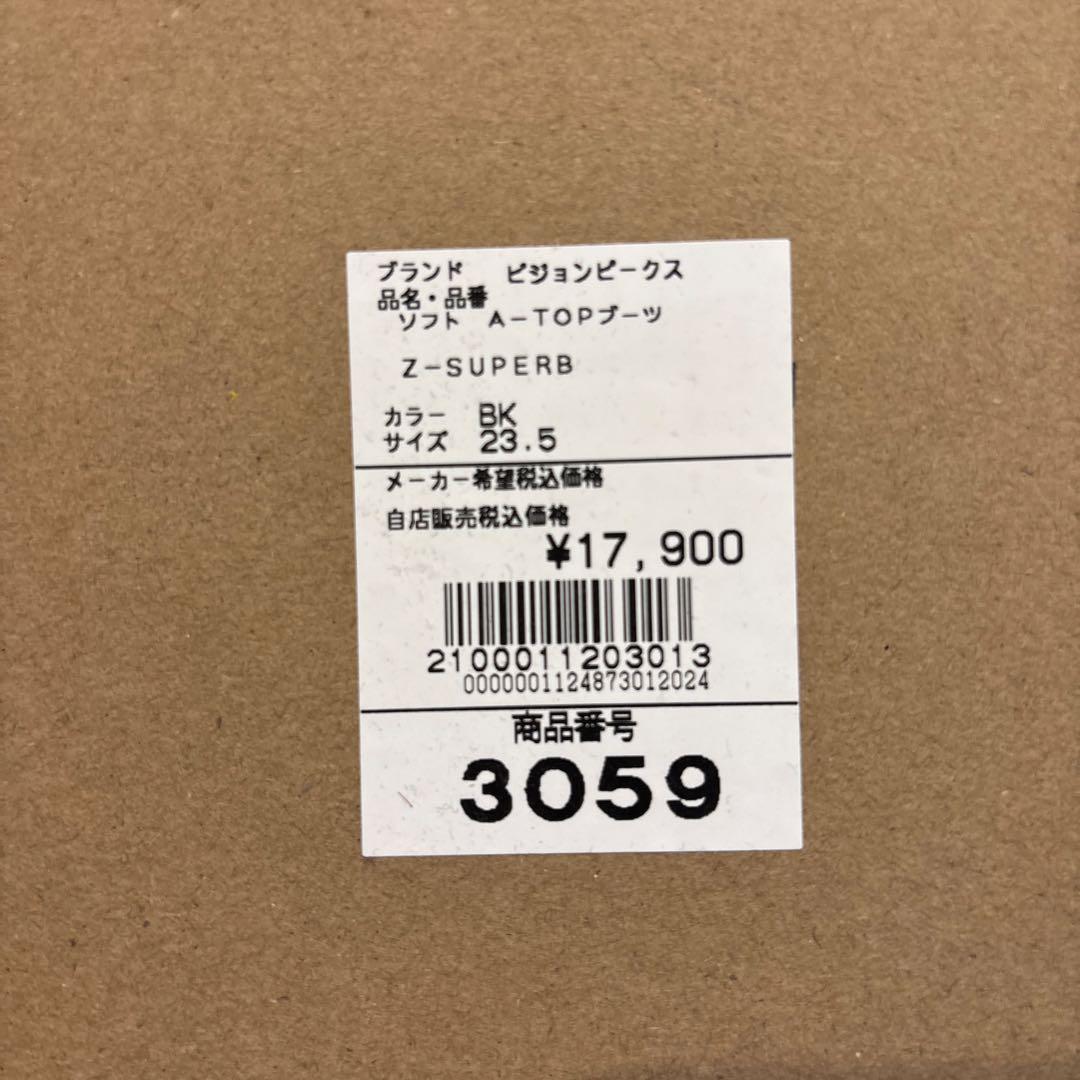 ブランド ビジョンピークス
品名・品番
ソフト A-TOPブーツ
Z-SUPERB
カラー BK
サイズ 23.5
メーカー希望税込価格
自店販売税込価格
¥17,900
2100011203013
0000001124873012024
商品番号
3059